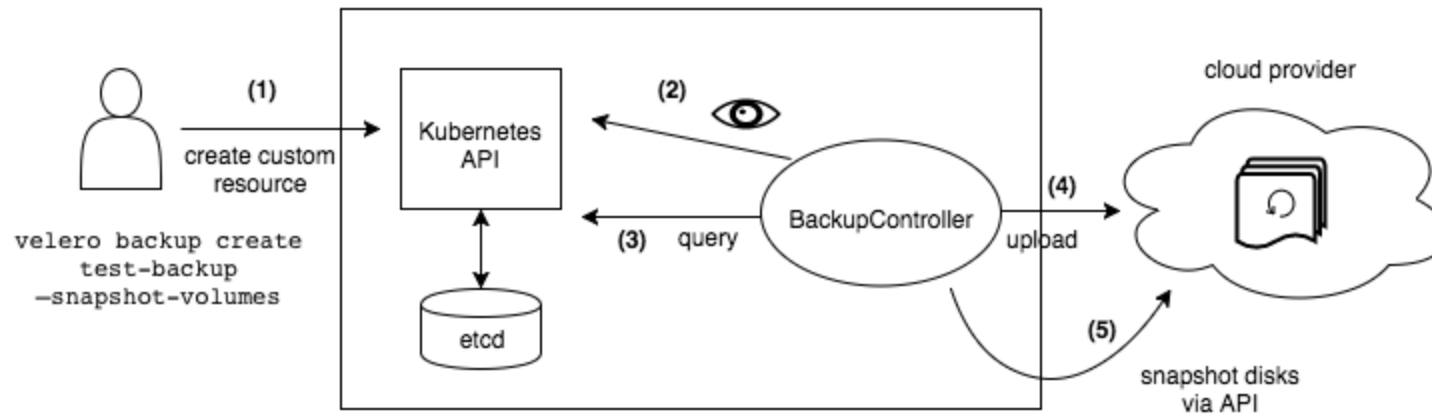 (1)
create custom
resource
velero backup create
test-backup
—snapshot-volumes
Kubernetes
API
etcd
(2)
(3)
query
BackupController
(4)
upload
(5)
cloud provider
snapshot disks
via API